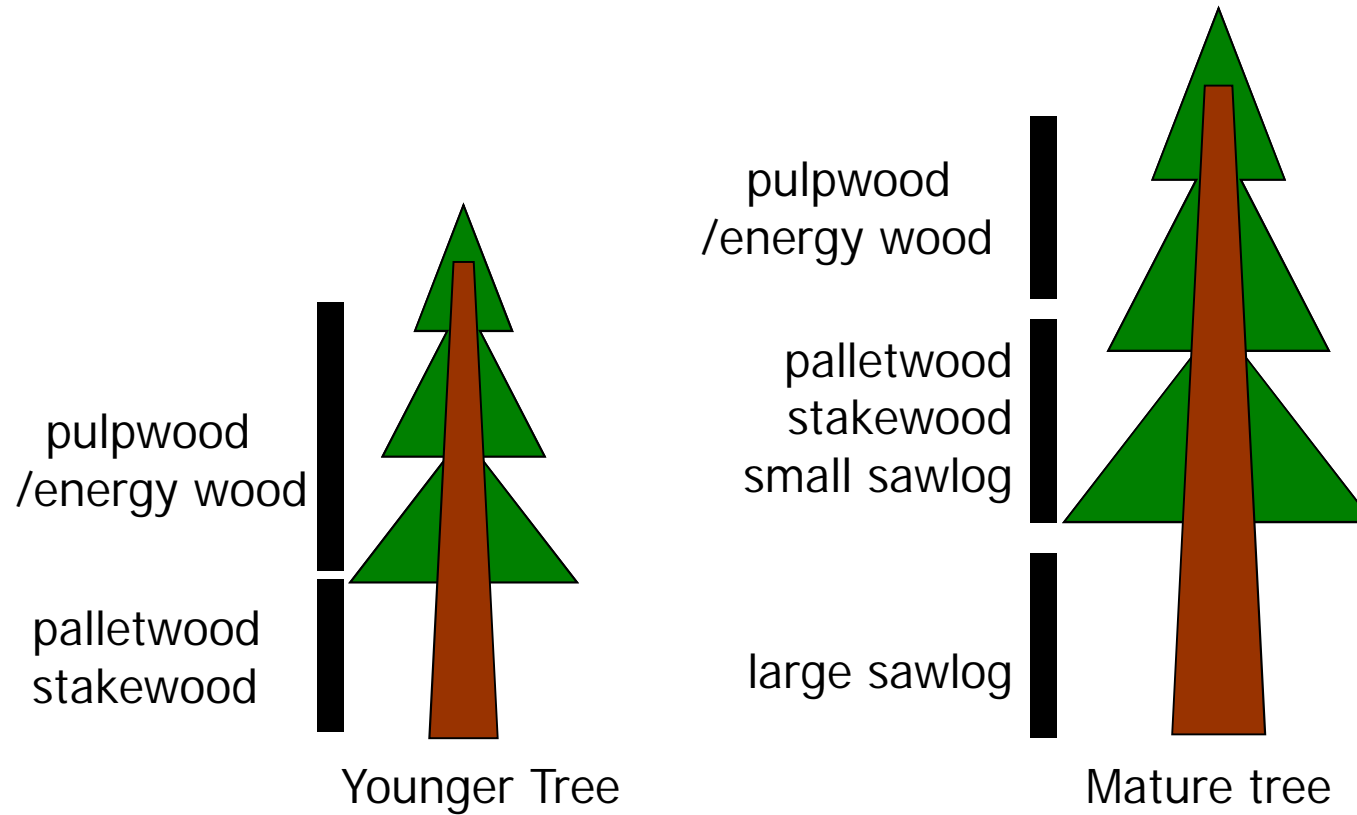 pulpwood
/energy wood
palletwood
stakewood
Younger Tree
pulpwood
/energy wood
palletwood
stakewood
small sawlog
large sawlog
Mature tree